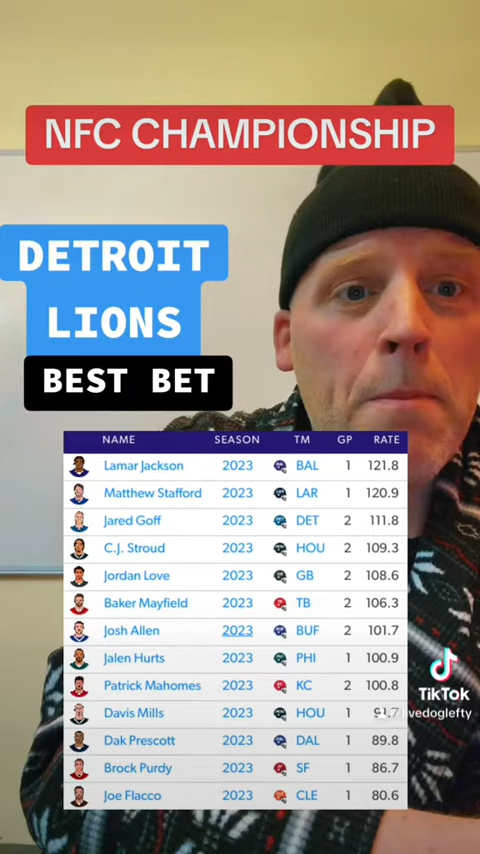 NFC CHAMPIONSHIP
DETROIT
LIONS
BEST BET
NAME SEASON TM GP RATE
Lamar Jackson 2023 BAL 1 121.8
Matthew Stafford 2023 LAR 1 120.9
Jared Goff 2023 DET 2 111.8
C.J. Stroud 2023 HOU 2 109.3
Jordan Love 2023 GB 2 108.6
Baker Mayfield 2023 TB 2 106.3
Josh Allen 2023 BUF 2 101.7
Jalen Hurts 2023 PHI 1 100.9
Patrick Mahomes 2023 KC 2 100.8
Davis Mills 2023 HOU 1 91.7
Dak Prescott 2023 DAL 1 89.8
Brock Purdy 2023 SF 1 86.7
Joe Flacco 2023 CLE 1 80.6
TikTok